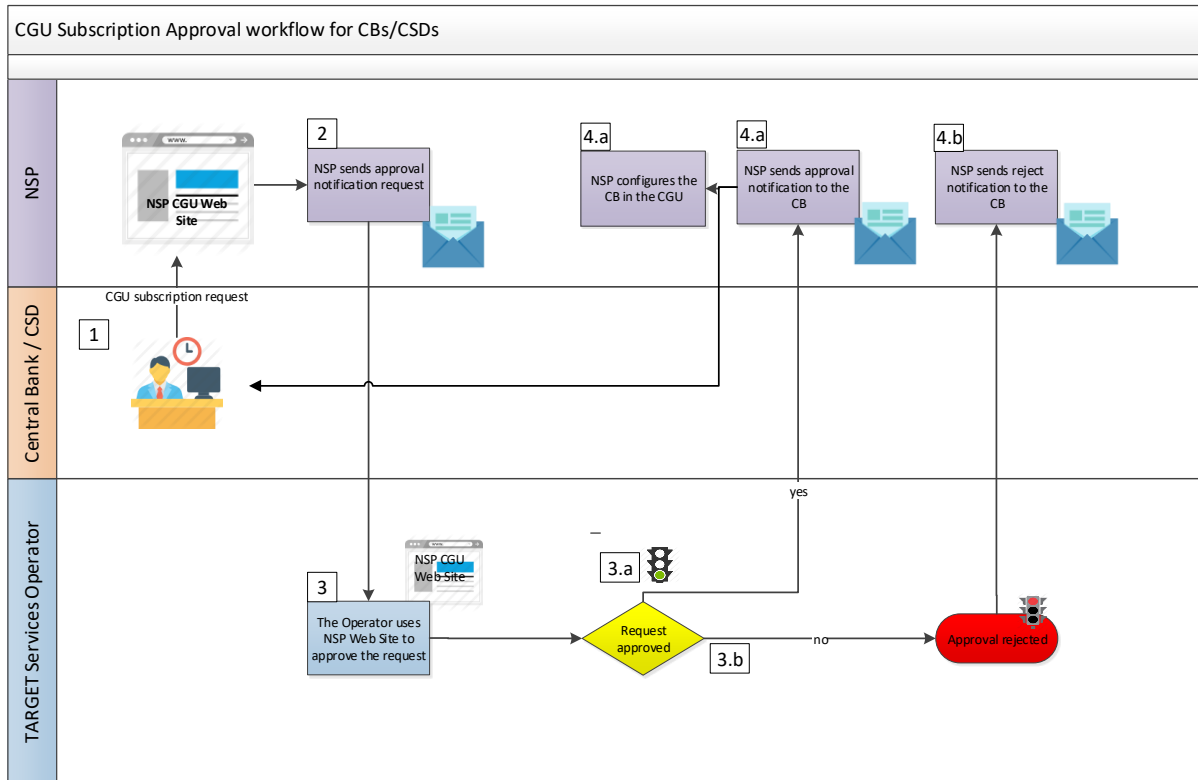 CGU Subscription Approval workflow for CBs/CSDs
NSP
www.
NSP CGU Web
Site
2
NSP sends approval
notification request
4.a
NSP configures the
CB in the CGU
4.a
NSP sends approval
notification to the
CB
4.b
NSP sends reject
notification to the
CB
Central Bank / CSD
CGU subscription request
1
TARGET Services Operator
yes
www.
NSP CGU
Web Site
3
The Operator uses
NSP Web Site to
approve the request
3.a
Request
approved
3.b
no
Approval rejected